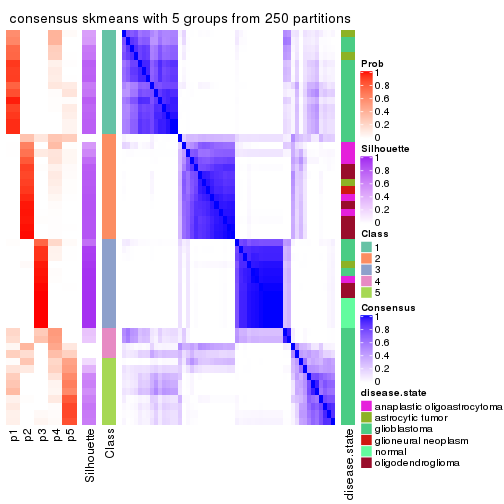 consensus skmeans with 5 groups from 250 partitions
Prob
1
0.8
0.6
0.4
0.2
0
Silhouette
1
0.8
0.6
0.4
0.2
0
Class
1
2
3
4
5
Consensus
1
0.8
0.6
0.4
0.2
0
disease.state
anaplastic oligoastrocytoma
astrocytic tumor
glioblastoma
glioneural neoplasm
normal
oligodendroglioma
p1
p2
p3
p4
p5
Silhouette
Class
disease.state